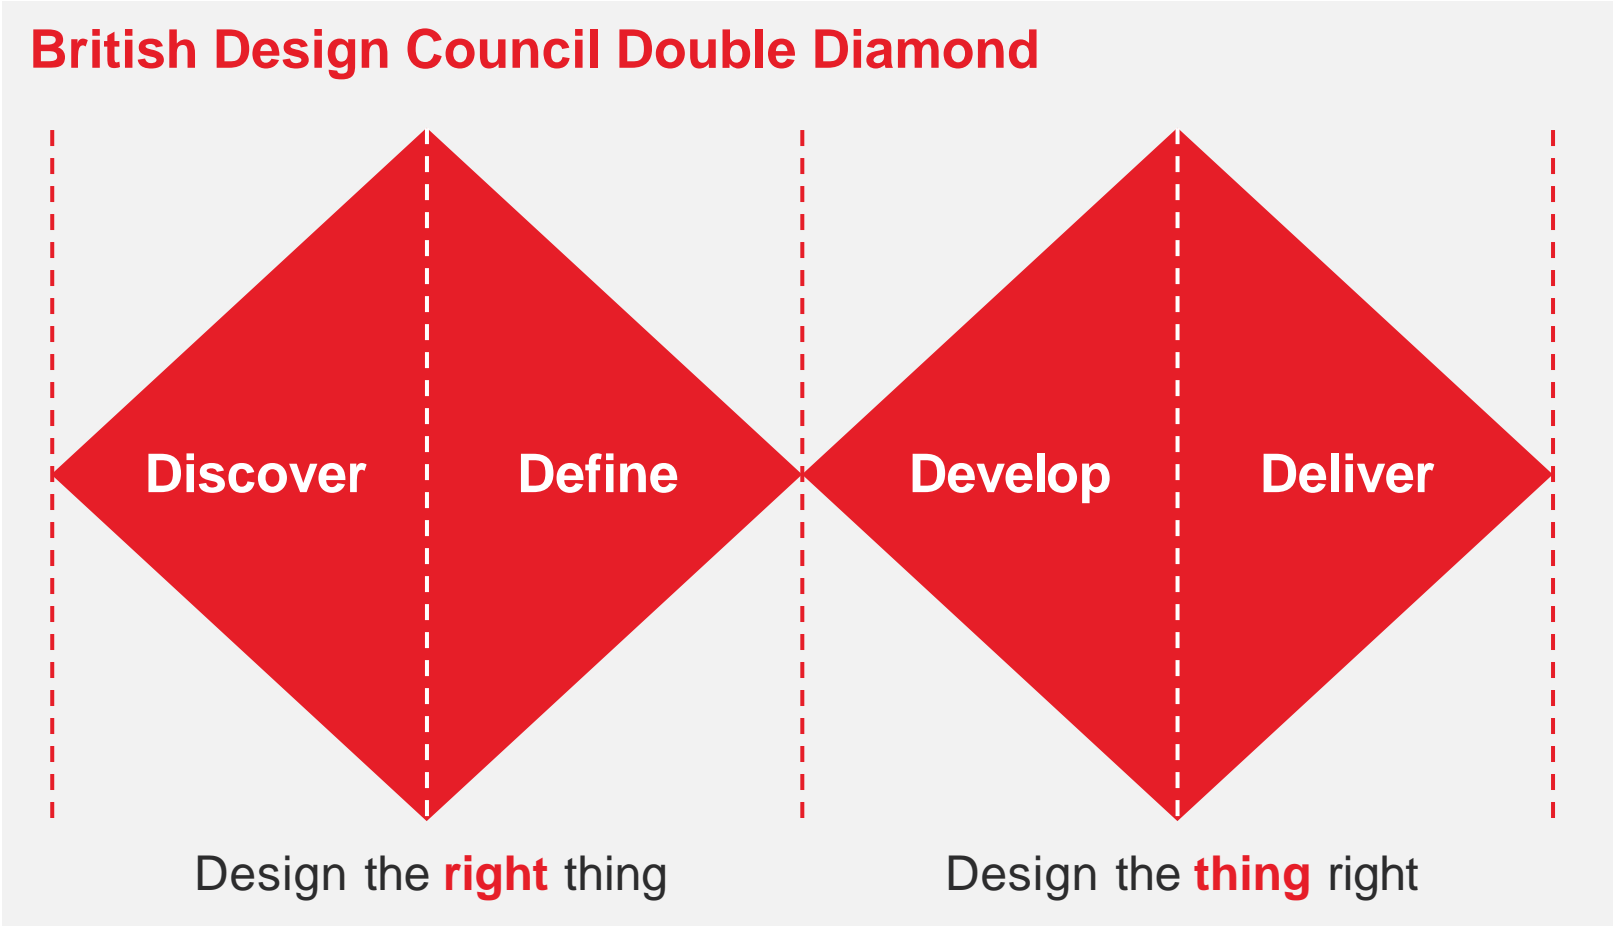 British Design Council Double Diamond
Discover
Define
Develop
Deliver
Design the right thing
Design the thing right